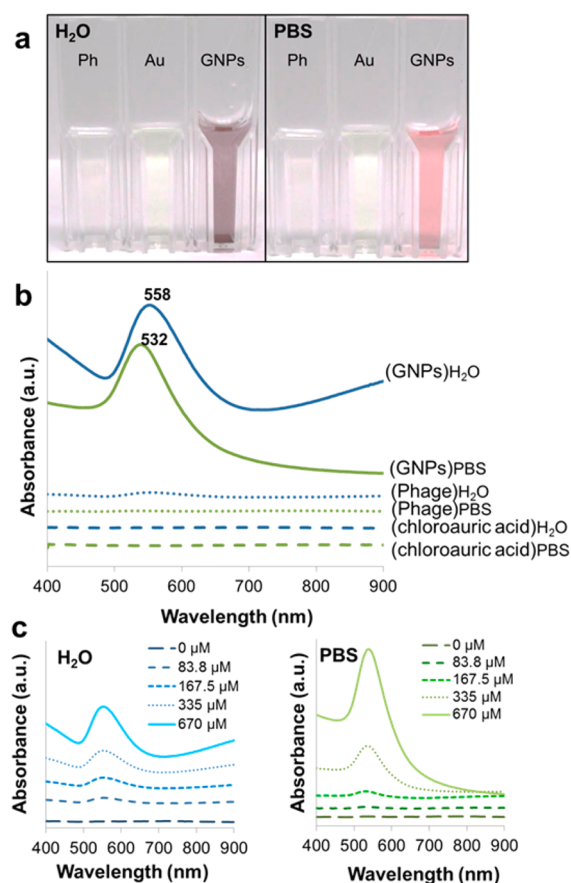 a
H₂O
Ph Au GNPs
PBS
Ph Au GNPs
b
Absorbance (a.u.)
558
532
(GNPs)H₂O
(GNPs)PBS
(Phage)H₂O
(Phage)PBS
(chloroauric acid)H₂O
(chloroauric acid)PBS
400 500 600 700 800 900
Wavelength (nm)
c
H₂O
Absorbance (a.u.)
0 µM
83.8 µM
167.5 µM
335 µM
670 µM
400 500 600 700 800 900
Wavelength (nm)
PBS
Absorbance (a.u.)
0 µM
83.8 µM
167.5 µM
335 µM
670 µM
400 500 600 700 800 900
Wavelength (nm)